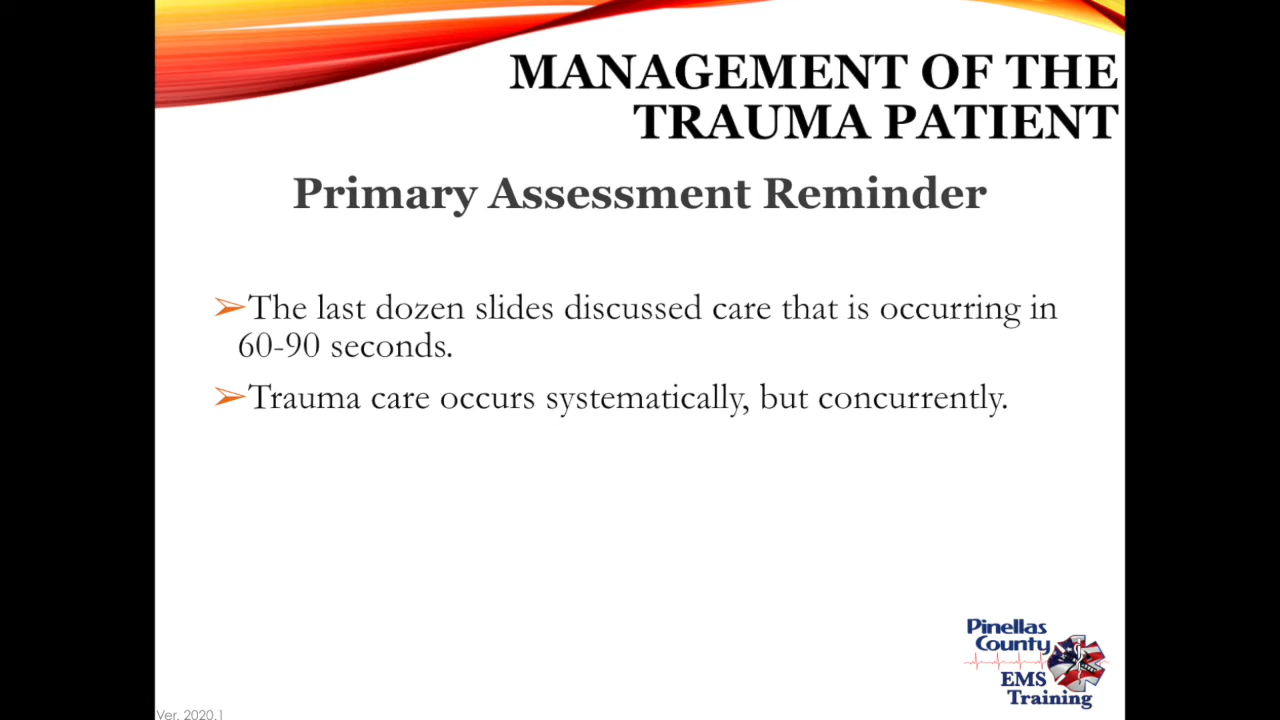 MANAGEMENT OF THE
TRAUMA PATIENT
Primary Assessment Reminder
➢The last dozen slides discussed care that is occurring in
60-90 seconds.
➢Trauma care occurs systematically, but concurrently.
Pinellas
County
EMS
Training
Ver. 2020.1